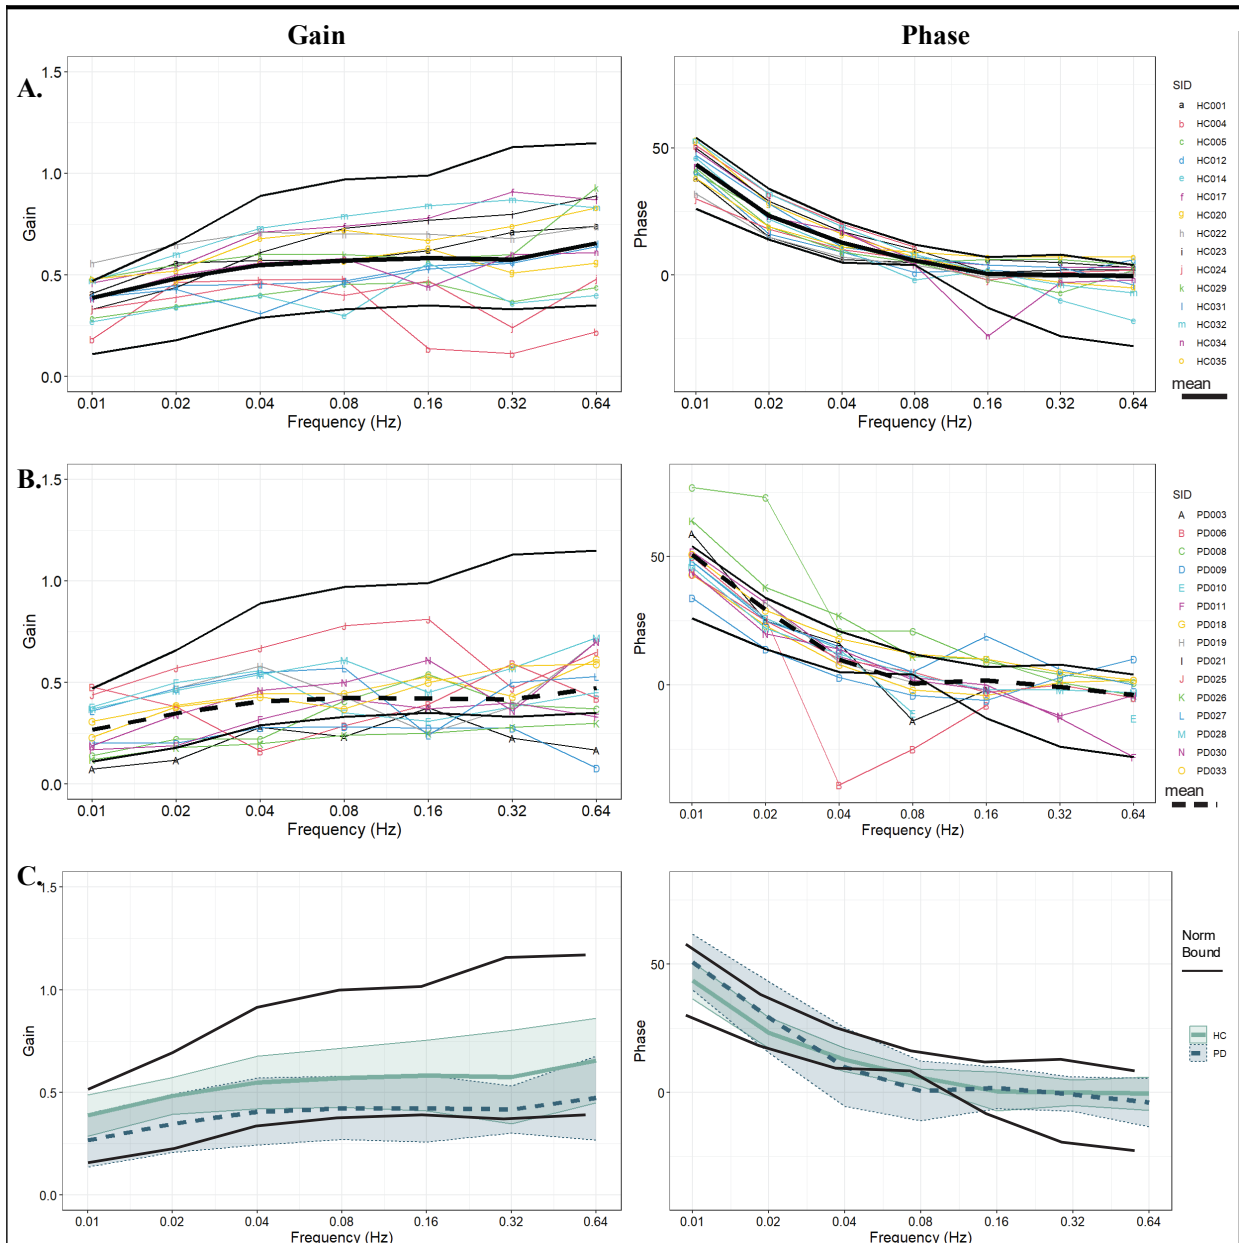 Gain
Phase
A.
1.5
1.0
0.5
0.0
Gain
0.01 0.02 0.04 0.08 0.16 0.32 0.64
Frequency (Hz)
50
0
Phase
0.01 0.02 0.04 0.08 0.16 0.32 0.64
Frequency (Hz)
SID
a HC001
b HC004
c HC005
d HC012
e HC014
f HC017
g HC020
h HC022
i HC023
j HC024
k HC029
l HC031
m HC032
n HC034
o HC035
mean
B.
1.5
1.0
0.5
0.0
Gain
0.01 0.02 0.04 0.08 0.16 0.32 0.64
Frequency (Hz)
50
0
Phase
0.01 0.02 0.04 0.08 0.16 0.32 0.64
Frequency (Hz)
SID
A PD003
B PD006
C PD008
D PD009
E PD010
F PD011
G PD018
H PD019
I PD021
J PD025
K PD026
L PD027
M PD028
N PD030
O PD033
mean
C.
1.5
1.0
0.5
0.0
Gain
0.01 0.02 0.04 0.08 0.16 0.32 0.64
Frequency (Hz)
50
0
Phase
0.01 0.02 0.04 0.08 0.16 0.32 0.64
Frequency (Hz)
Norm
Bound
HC
PD